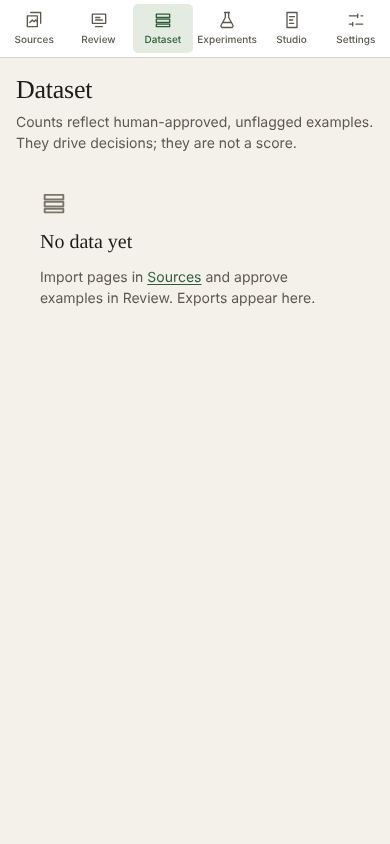 Sources Review Dataset Experiments Studio Settings
Dataset
Counts reflect human-approved, unflagged examples.
They drive decisions; they are not a score.
No data yet
Import pages in Sources and approve
examples in Review. Exports appear here.